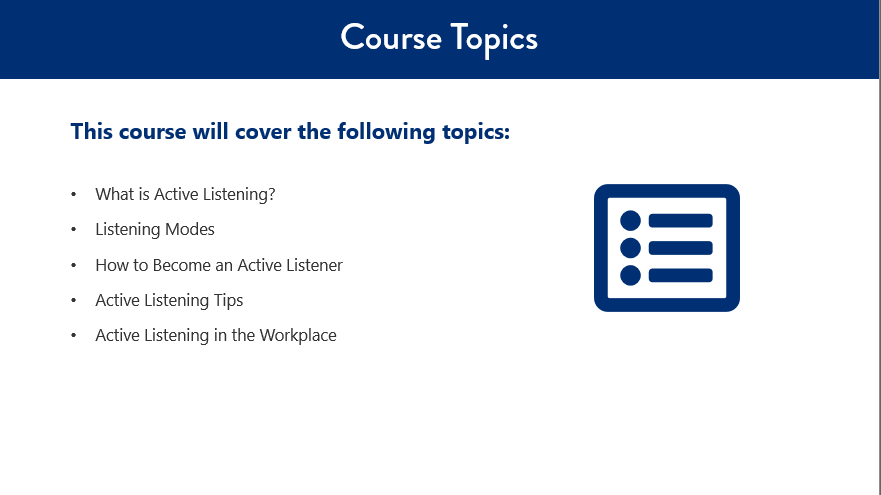 Course Topics
This course will cover the following topics:
• What is Active Listening?
• Listening Modes
• How to Become an Active Listener
• Active Listening Tips
• Active Listening in the Workplace